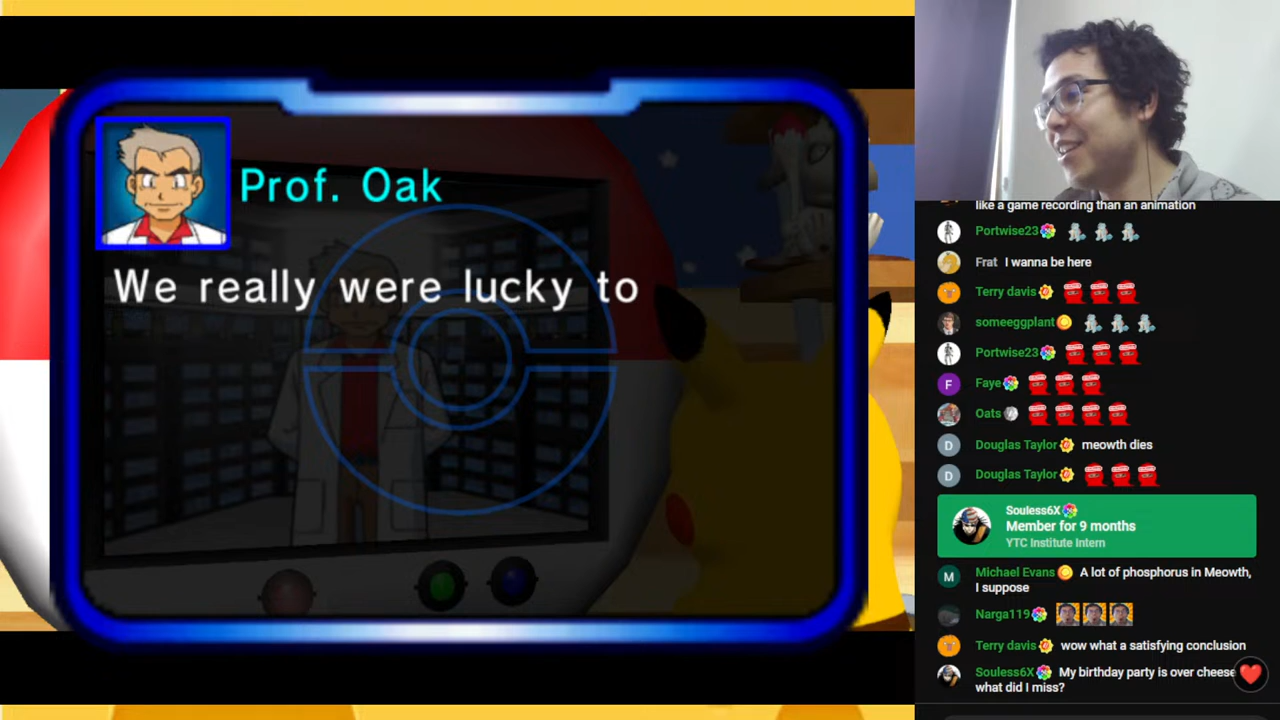 Prof. Oak
We really were lucky to
like a game recording than an animation
Portwise23
Frat I wanna be here
Terry davis
someeggplant
Portwise23
Faye
Oats
Douglas Taylor meowth dies
Douglas Taylor
Souless6X
Member for 9 months
YTC Institute Intern
Michael Evans A lot of phosphorus in Meowth,
I suppose
Narga119
Terry davis wow what a satisfying conclusion
Souless6X My birthday party is over cheese
what did I miss?
F
D
D
M